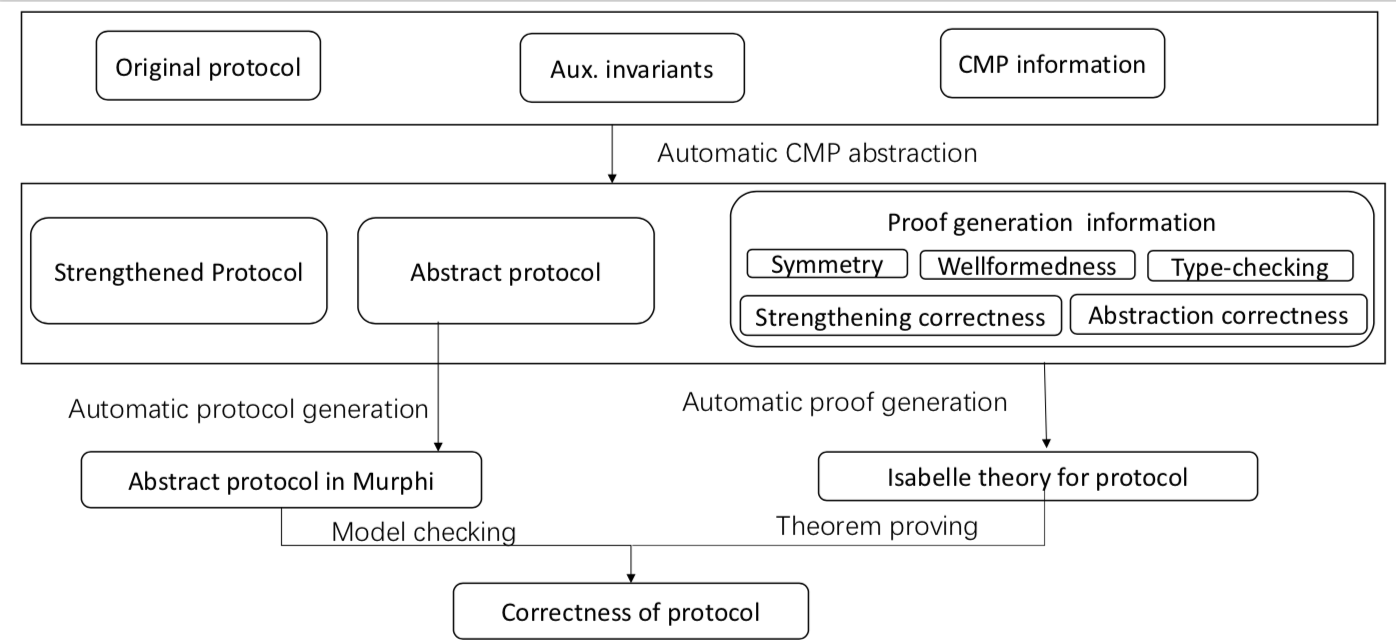 Original protocol
Aux. invariants
CMP information
Automatic CMP abstraction
Strengthened Protocol
Abstract protocol
Proof generation information
Symmetry
Wellformedness
Type-checking
Strengthening correctness
Abstraction correctness
Automatic protocol generation
Automatic proof generation
Abstract protocol in Murphi
Isabelle theory for protocol
Model checking
Theorem proving
Correctness of protocol